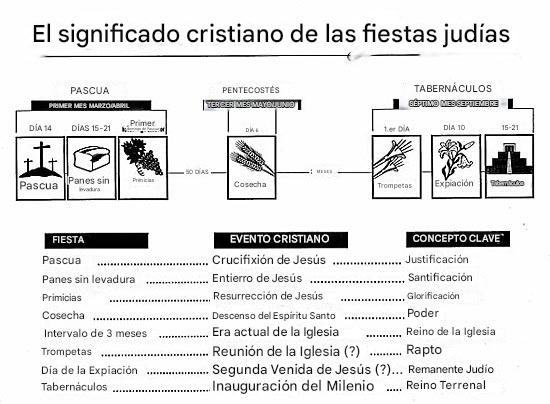 El significado cristiano de las fiestas judías
PASCUA
PRIMER MES MARZO/ABRIL
DÍA 14
DÍAS 15-21
Primer
Pascua
Panes sin
levadura
Primicias
50 DÍAS
PENTECOSTÉS
TERCER MES MAYO/JUNIO
DÍA 6
Cosecha
MESES
TABERNÁCULOS
SÉPTIMO MES SEPTIEMBRE
1.er DÍA
DÍA 10
15-21
Trompetas
Expiación
Tabernáculos
FIESTA EVENTO CRISTIANO CONCEPTO CLAVE
Pascua Crucifixión de Jesús Justificación
Panes sin levadura Entierro de Jesús Santificación
Primicias Resurrección de Jesús Glorificación
Cosecha Descenso del Espíritu Santo Poder
Intervalo de 3 meses Era actual de la Iglesia Reino de la Iglesia
Trompetas Reunión de la Iglesia (?) Rapto
Día de la Expiación Segunda Venida de Jesús (?)... Remanente Judío
Tabernáculos Inauguración del Milenio Reino Terrenal